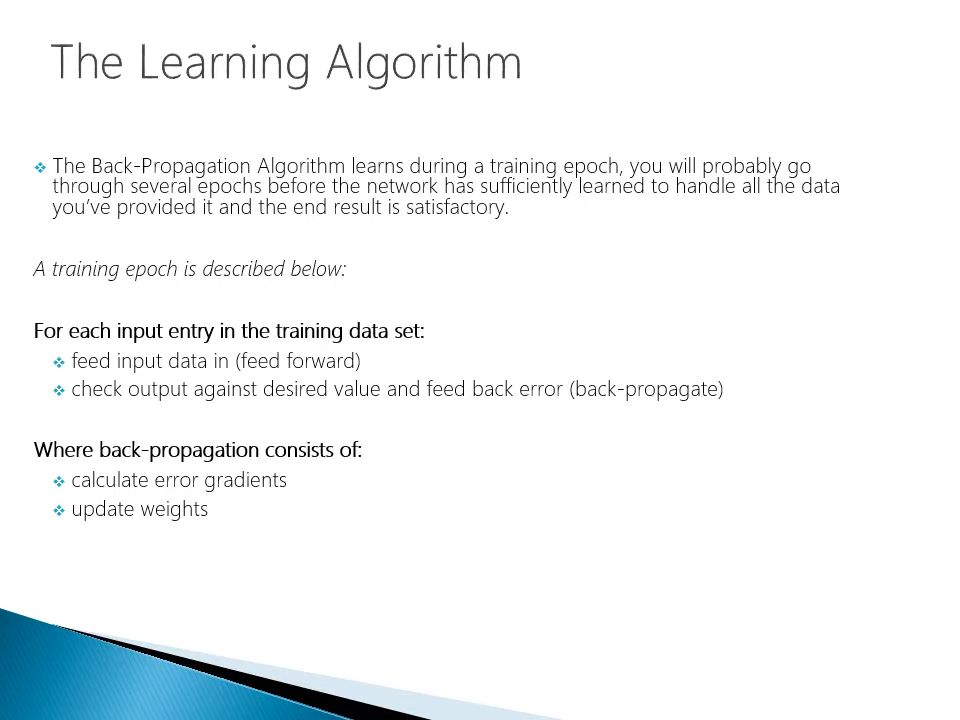 The Learning Algorithm
❖ The Back-Propagation Algorithm learns during a training epoch, you will probably go
through several epochs before the network has sufficiently learned to handle all the data
you've provided it and the end result is satisfactory.
A training epoch is described below:
For each input entry in the training data set:
❖ feed input data in (feed forward)
❖ check output against desired value and feed back error (back-propagate)
Where back-propagation consists of:
❖ calculate error gradients
❖ update weights